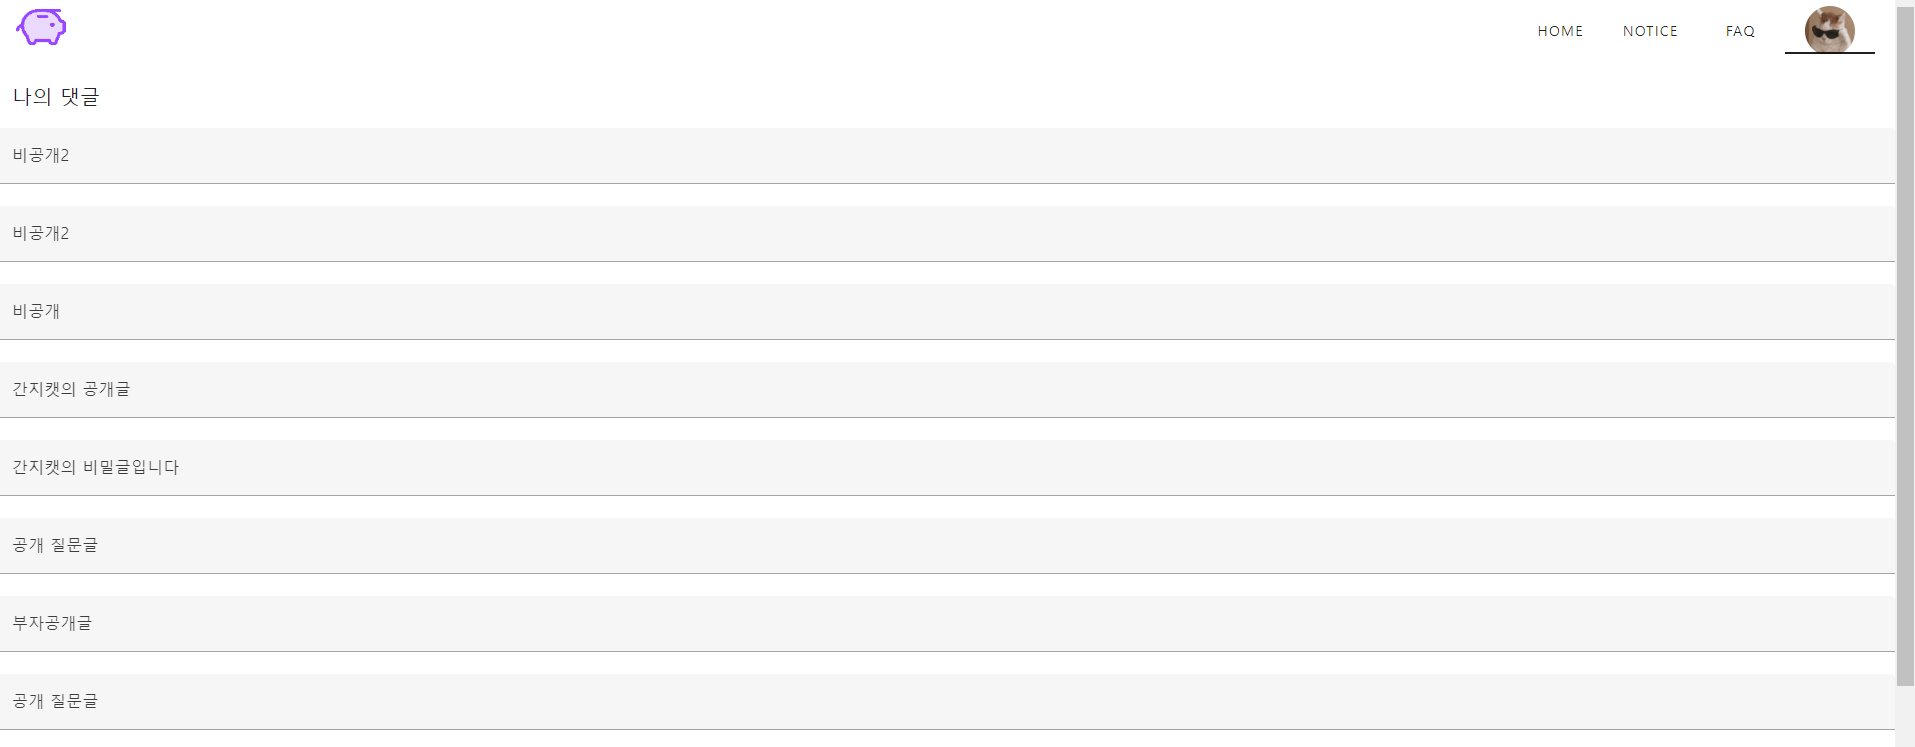 HOME NOTICE FAQ
나의 댓글
비공개2
비공개2
비공개
간지캣의 공개글
간지캣의 비밀글입니다
공개 질문글
부자공개글
공개 질문글